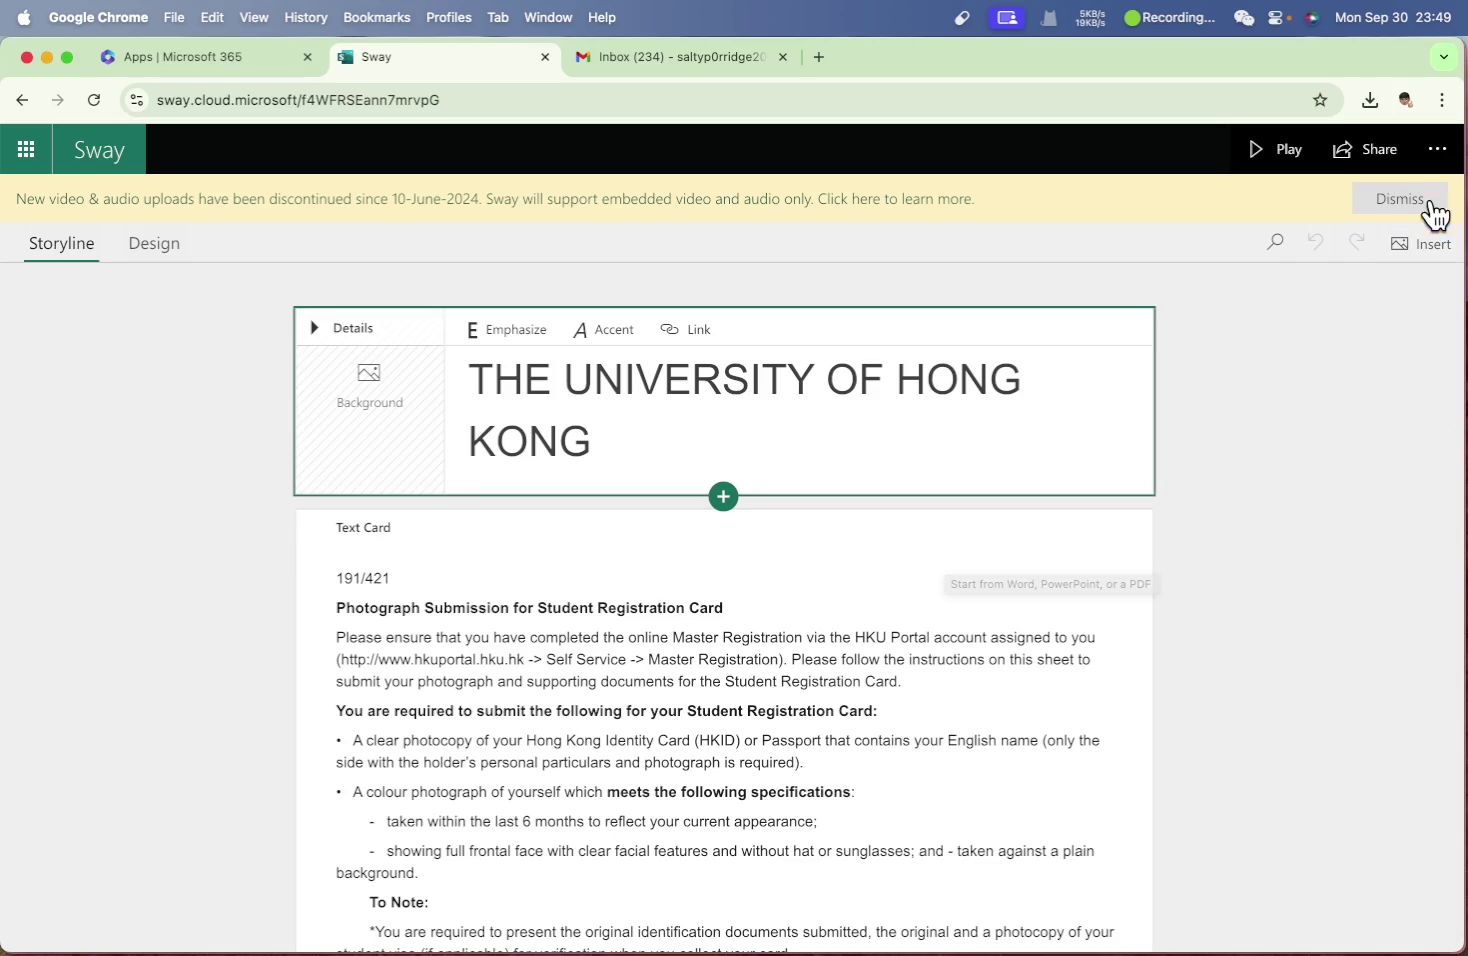 Google Chrome File Edit View History Bookmarks Profiles Tab Window Help 5KB/s 19KB/s Recording... Mon Sep 30 23:49
Apps | Microsoft 365 Sway Inbox (234) - saltyp0rridge20
sway.cloud.microsoft/f4WFRSEann7mrvpG
Sway Play Share
New video & audio uploads have been discontinued since 10-June-2024. Sway will support embedded video and audio only. Click here to learn more. Dismiss
Storyline Design Insert
Details E Emphasize A Accent Link
THE UNIVERSITY OF HONG
KONG
Background
Text Card
191/421
Start from Word, PowerPoint, or a PDF
Photograph Submission for Student Registration Card
Please ensure that you have completed the online Master Registration via the HKU Portal account assigned to you
(http://www.hkuportal.hku.hk -> Self Service -> Master Registration). Please follow the instructions on this sheet to
submit your photograph and supporting documents for the Student Registration Card.
You are required to submit the following for your Student Registration Card:
• A clear photocopy of your Hong Kong Identity Card (HKID) or Passport that contains your English name (only the
side with the holder's personal particulars and photograph is required).
• A colour photograph of yourself which meets the following specifications:
- taken within the last 6 months to reflect your current appearance;
- showing full frontal face with clear facial features and without hat or sunglasses; and - taken against a plain
background.
To Note:
*You are required to present the original identification documents submitted, the original and a photocopy of your
student visa (if applicable) for verification when you collect your card.